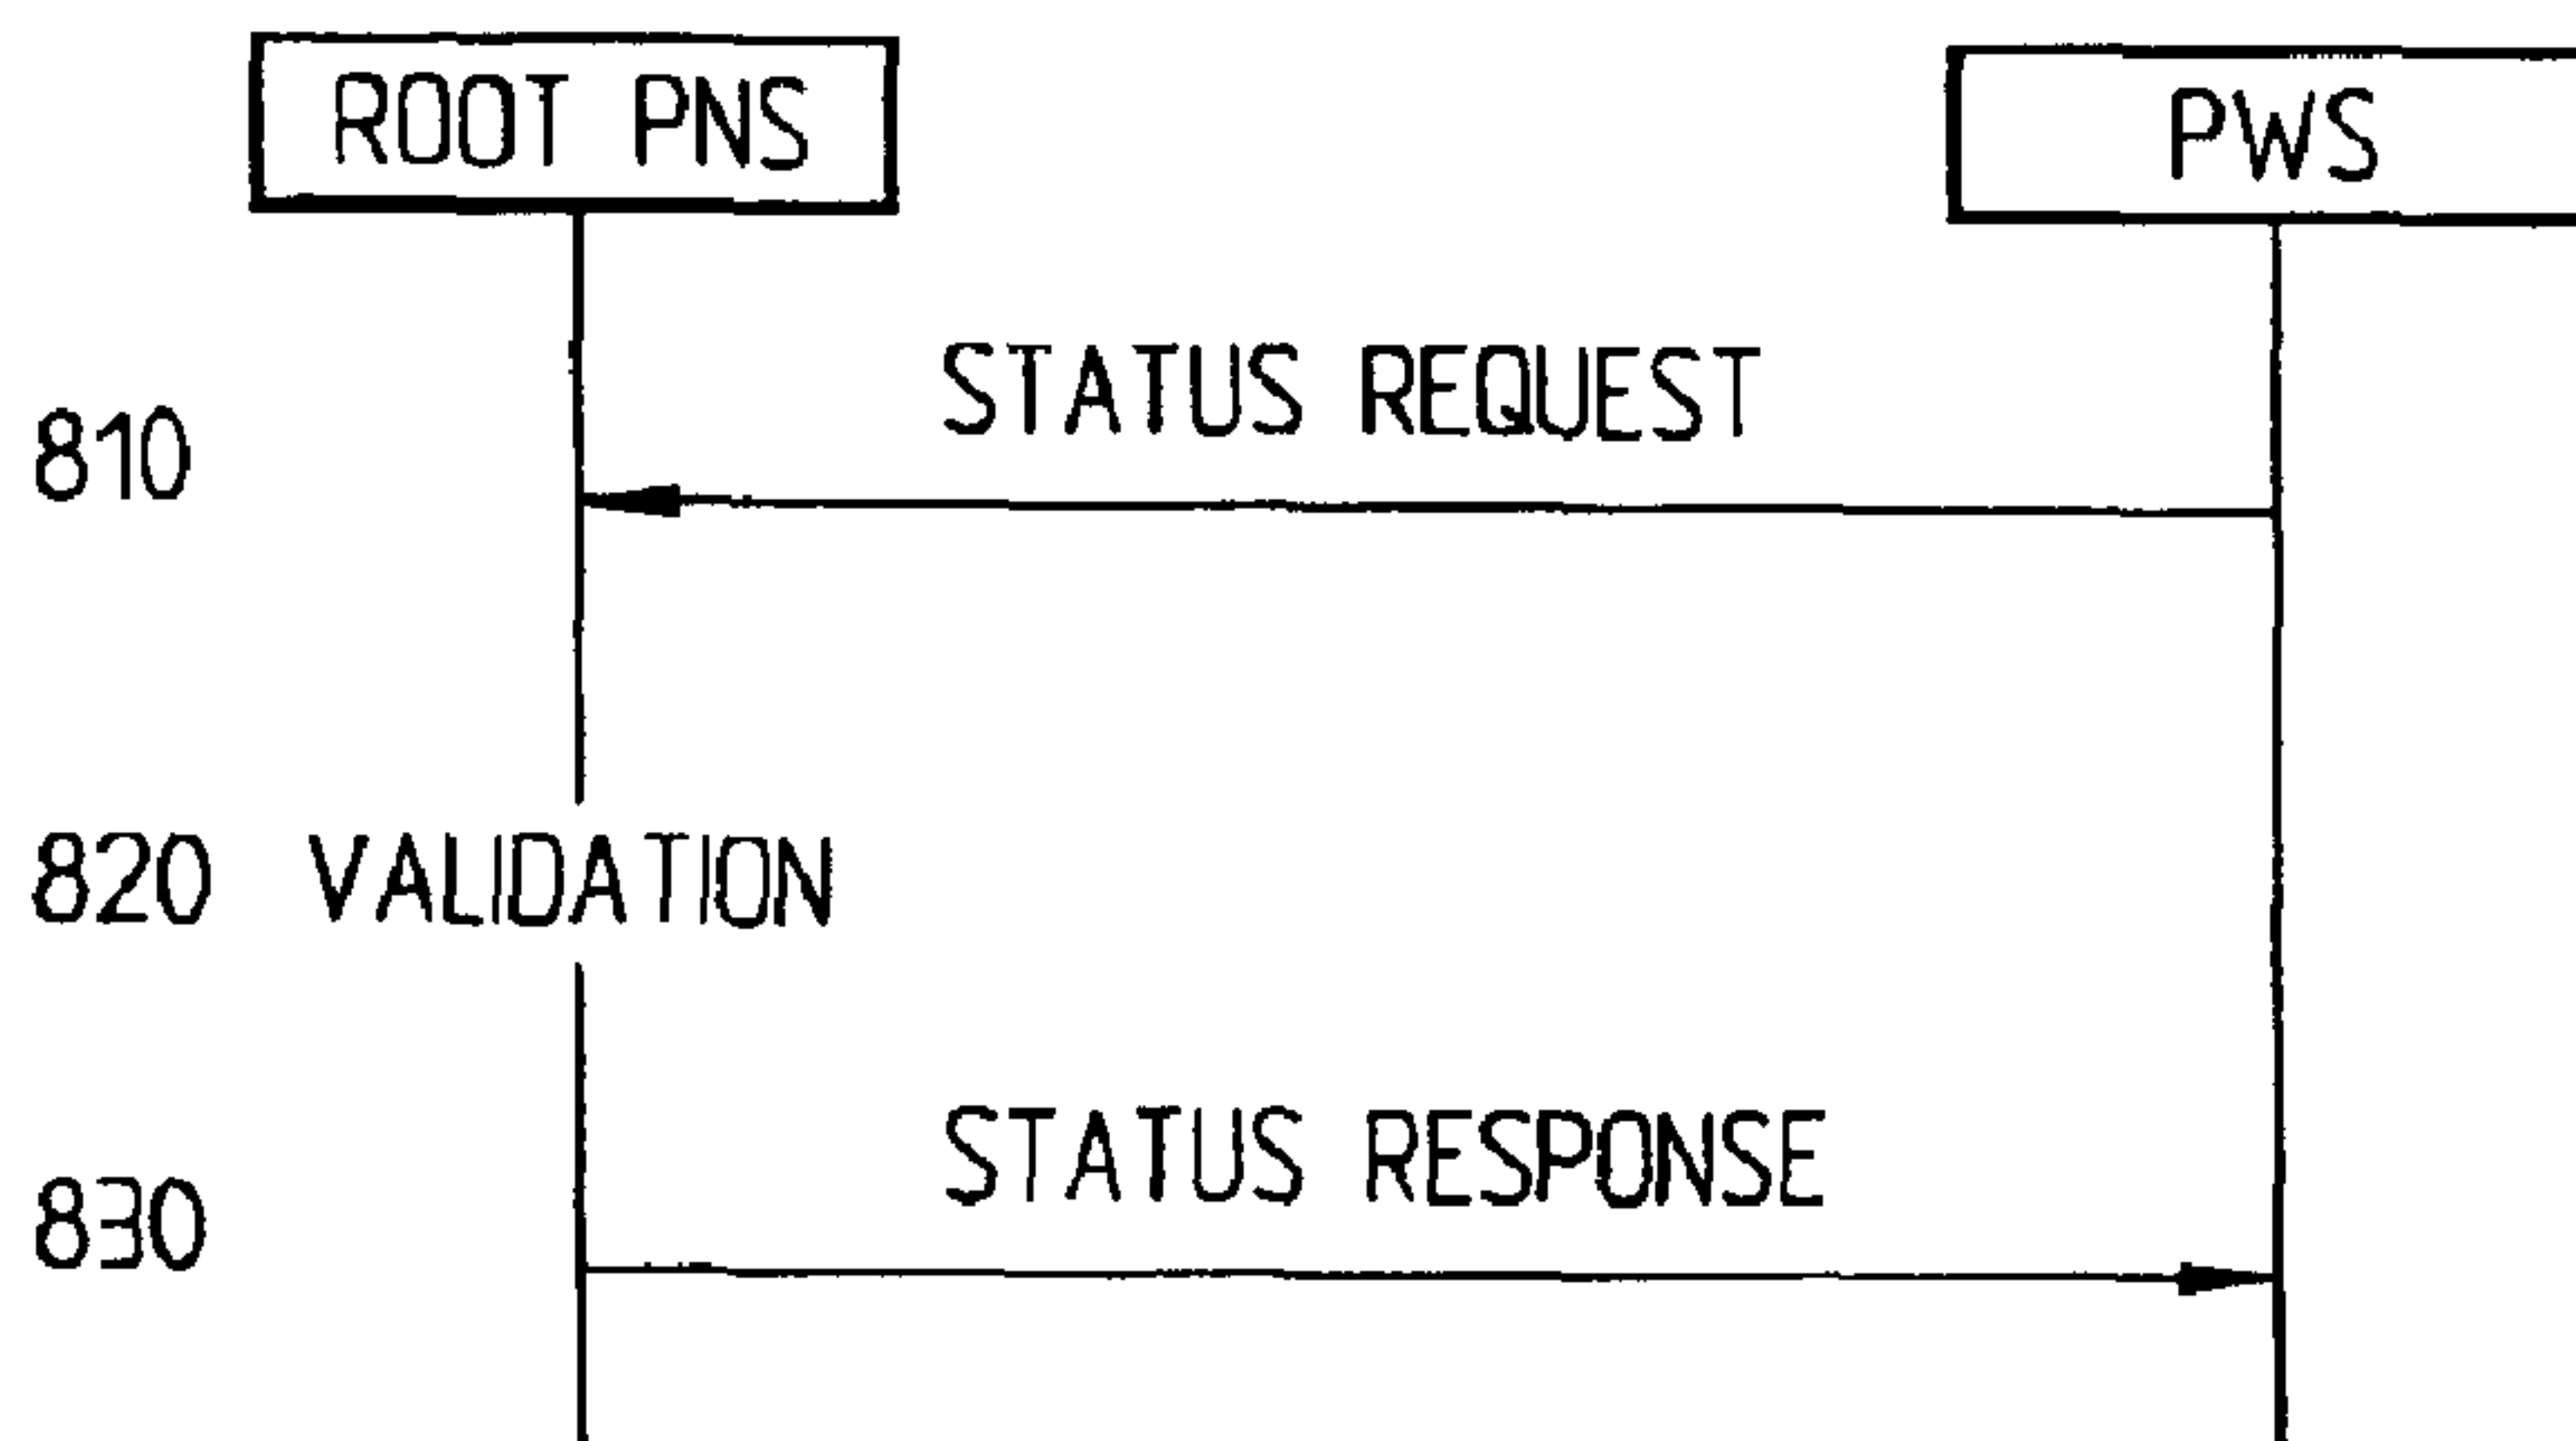 ROOT PNS
PWS
STATUS REQUEST
810
820 VALIDATION
STATUS RESPONSE
830